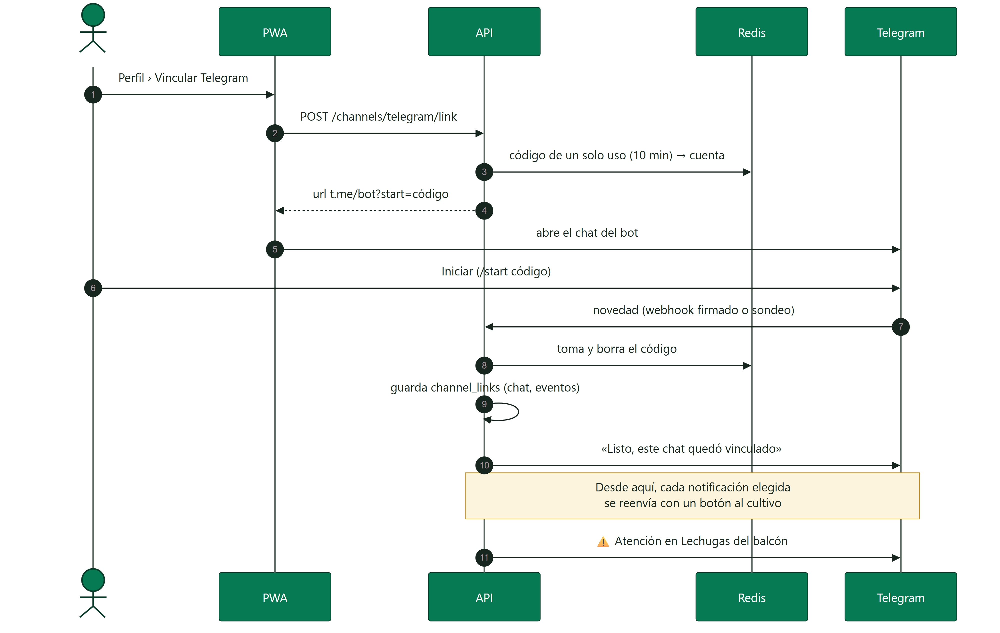 PWA
API
Redis
Telegram
Perfil › Vincular Telegram
1
POST /channels/telegram/link
2
código de un solo uso (10 min) → cuenta
3
url t.me/bot?start=código
4
abre el chat del bot
5
Iniciar (/start código)
6
novedad (webhook firmado o sondeo)
7
toma y borra el código
8
guarda channel_links (chat, eventos)
9
«Listo, este chat quedó vinculado»
10
Desde aquí, cada notificación elegida
se reenvía con un botón al cultivo
⚠️ Atención en Lechugas del balcón
11
PWA
API
Redis
Telegram